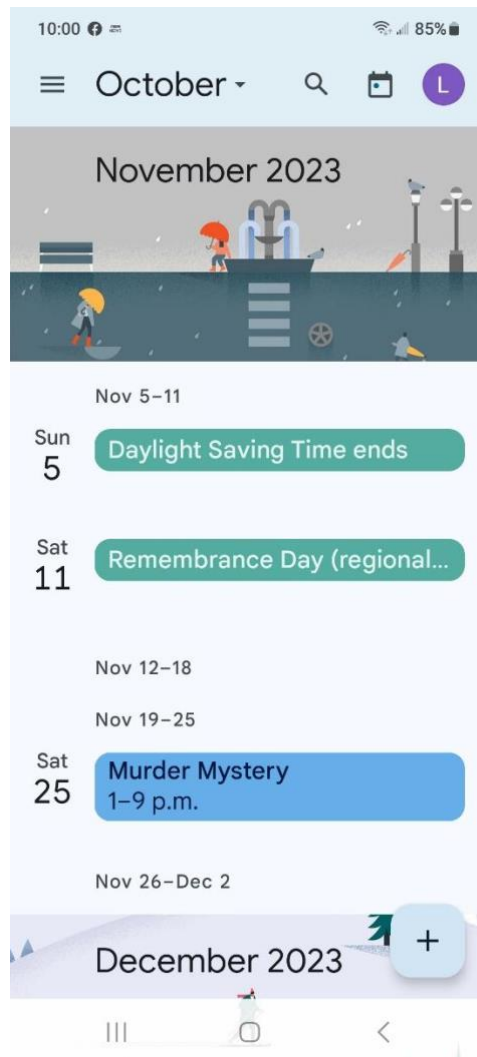 10:00 85%
October L
November 2023
Nov 5–11
Sun
5
Daylight Saving Time ends
Sat
11
Remembrance Day (regional...
Nov 12–18
Nov 19–25
Sat
25
Murder Mystery
1–9 p.m.
Nov 26–Dec 2
December 2023
+